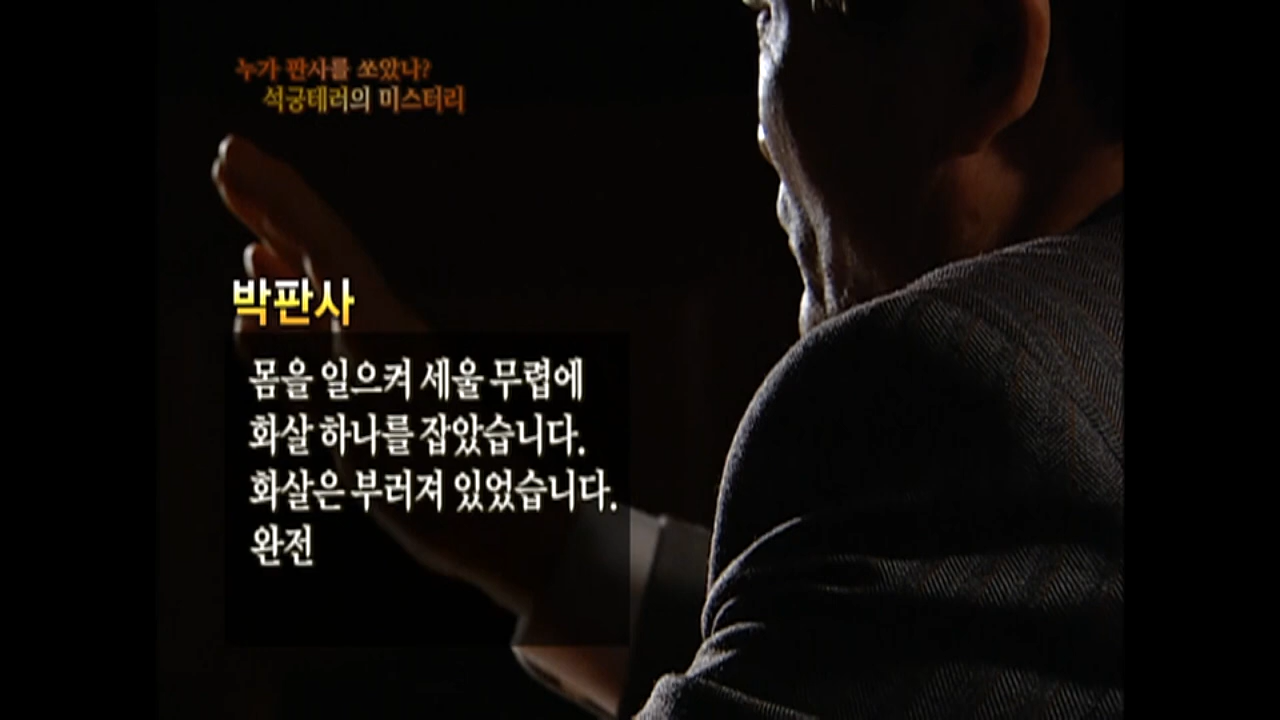 누가 판사를 쏘았나?
석궁테러의 미스터리
박판사
몸을 일으켜 세울 무렵에
화살 하나를 잡았습니다.
화살은 부러져 있었습니다.
완전